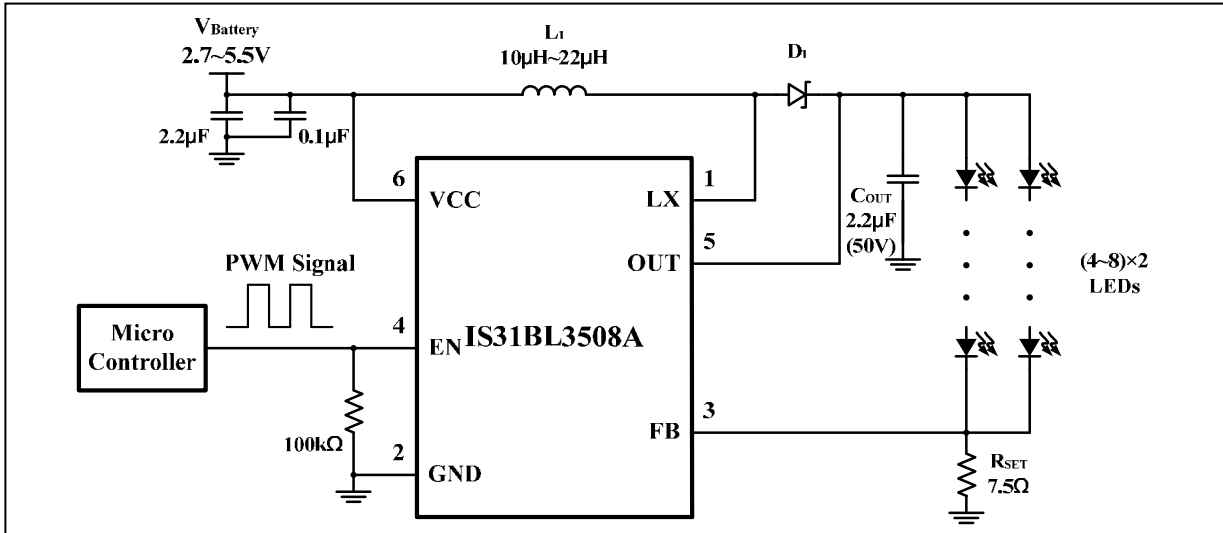 VBattery
2.7~5.5V
L1
10µH~22µH
D1
2.2µF
0.1µF
6
VCC
1
LX
COUT
2.2µF
(50V)
5
OUT
PWM Signal
(4~8)×2
LEDs
Micro
Controller
4
EN
IS31BL3508A
3
FB
100kΩ
2
GND
RSET
7.5Ω